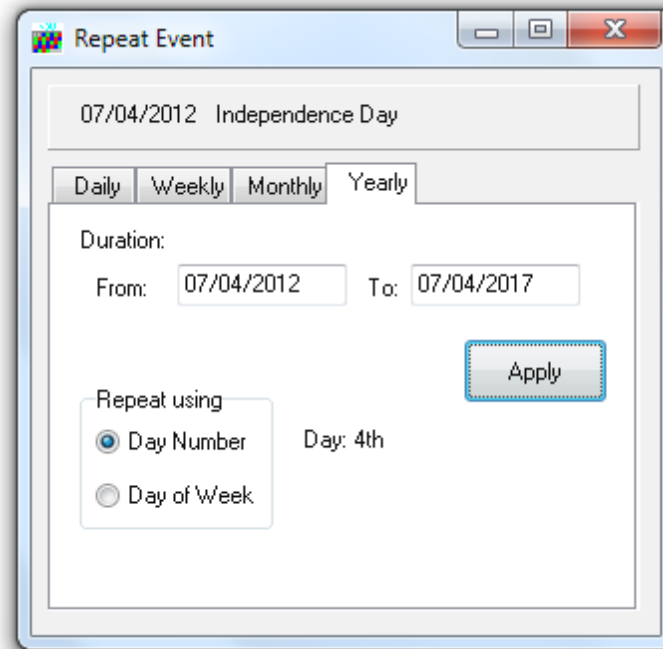 Repeat Event
07/04/2012 Independence Day
Daily Weekly Monthly Yearly
Duration:
From: 07/04/2012 To: 07/04/2017
Apply
Repeat using
Day Number Day: 4th
Day of Week